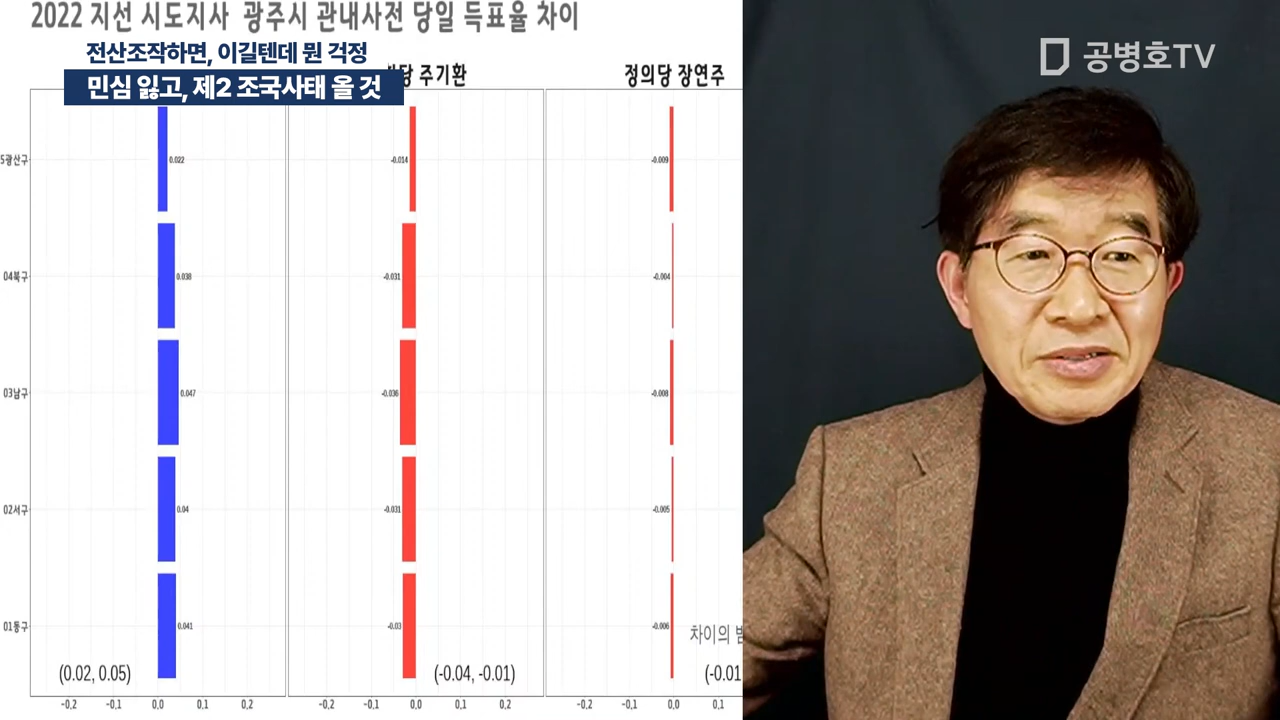 2022 지선 시도지사 광주시 관내사전 당일 득표율 차이
전산조작하면, 이길텐데 뭔 걱정
민심 잃고, 제2 조국사태 올 것
공병호TV
당 주기환
정의당 장연주
5광산구
0.022
-0.014
-0.009
04북구
0.038
-0.031
-0.004
03남구
0.047
-0.036
-0.008
02서구
0.04
-0.031
-0.005
01동구
0.041
-0.03
-0.006
차이의
(0.02, 0.05)
(-0.04, -0.01)
(-0.01
-0.2 -0.1 0.0 0.1 0.2
-0.2 -0.1 0.0 0.1 0.2
-0.2 -0.1 0.0 0.1